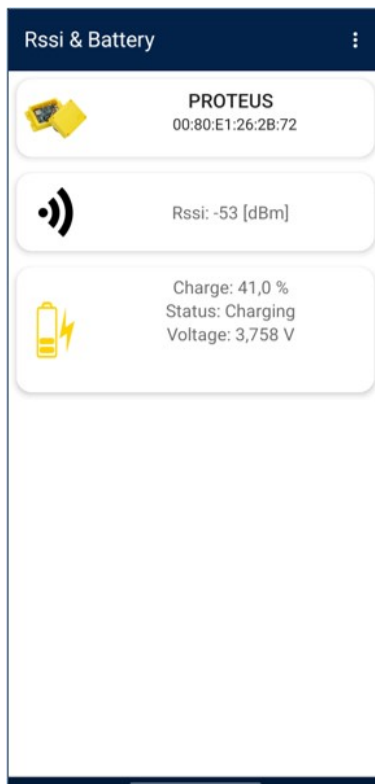 Rssi & Battery
PROTEUS
00:80:E1:26:2B:72
Rssi: -53 [dBm]
Charge: 41,0 %
Status: Charging
Voltage: 3,758 V